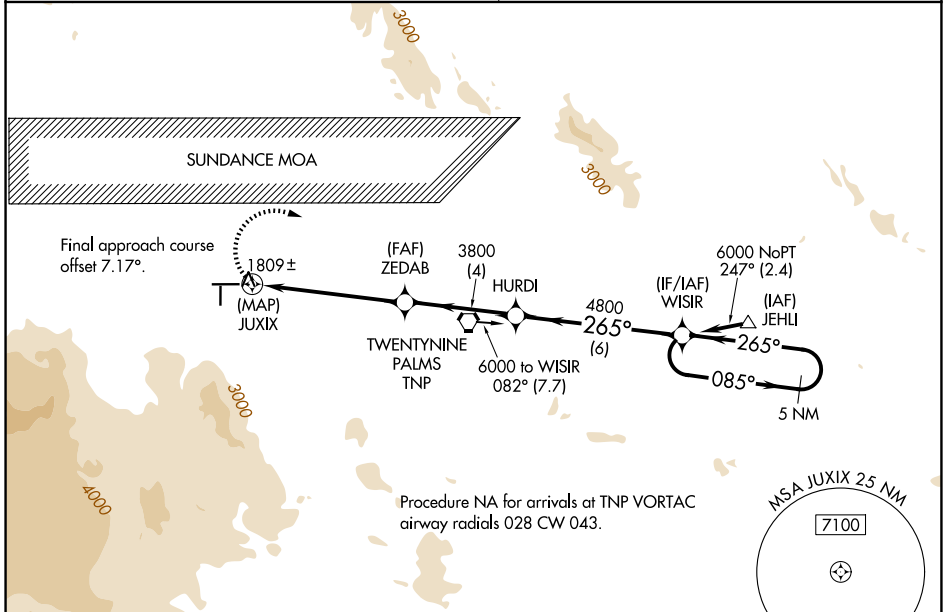 3000
SUNDANCE MOA
3000
Final approach course
offset 7.17°.
1809±
(MAP)
JUXIX
(FAF)
ZEDAB
3800
(4)
HURDI
4800
265°
(6)
(IF/IAF)
WISIR
6000 NoPT
247° (2.4)
(IAF)
JEHLI
265°
085°
5 NM
TWENTYNINE
PALMS
TNP
6000 to WISIR
082° (7.7)
3000
4000
Procedure NA for arrivals at TNP VORTAC
airway radials 028 CW 043.
MSA JUXIX 25 NM
7100